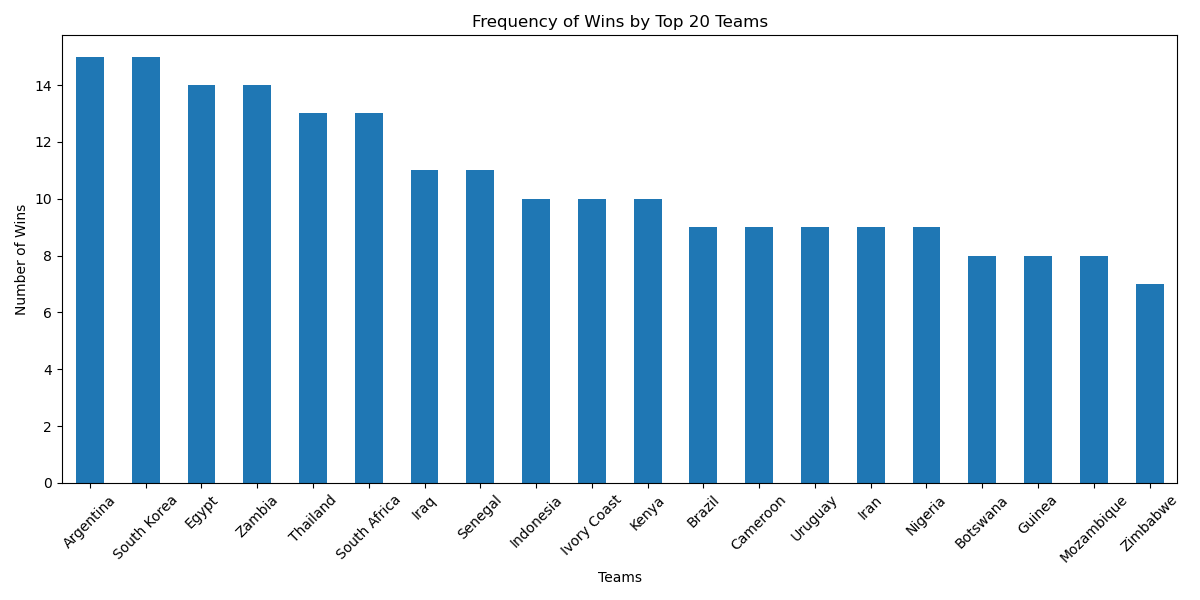 Frequency of Wins by Top 20 Teams
Number of Wins
14
12
10
8
6
4
2
0
Argentina
South Korea
Egypt
Zambia
Thailand
South Africa
Iraq
Senegal
Indonesia
Ivory Coast
Kenya
Brazil
Cameroon
Uruguay
Iran
Nigeria
Botswana
Guinea
Mozambique
Zimbabwe
Teams